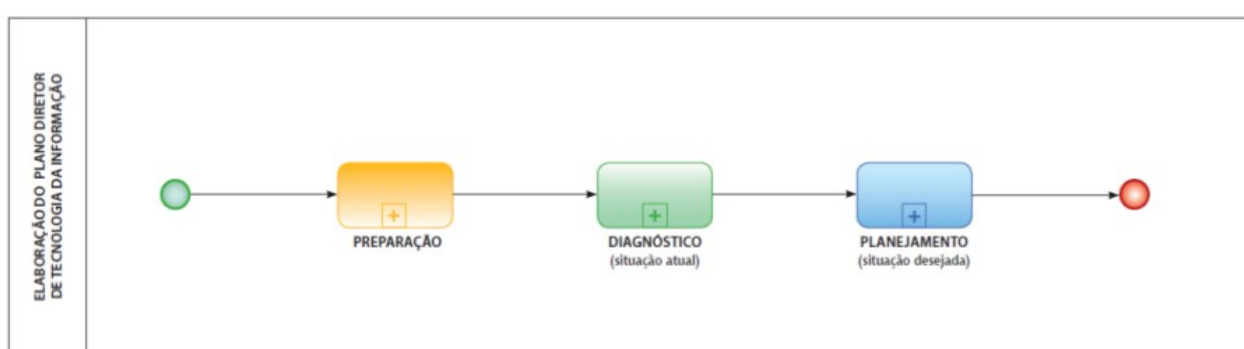 ELABORAÇÃO DO PLANO DIRETOR
DE TECNOLOGIA DA INFORMAÇÃO
PREPARAÇÃO
DIAGNÓSTICO
(situação atual)
PLANEJAMENTO
(situação desejada)